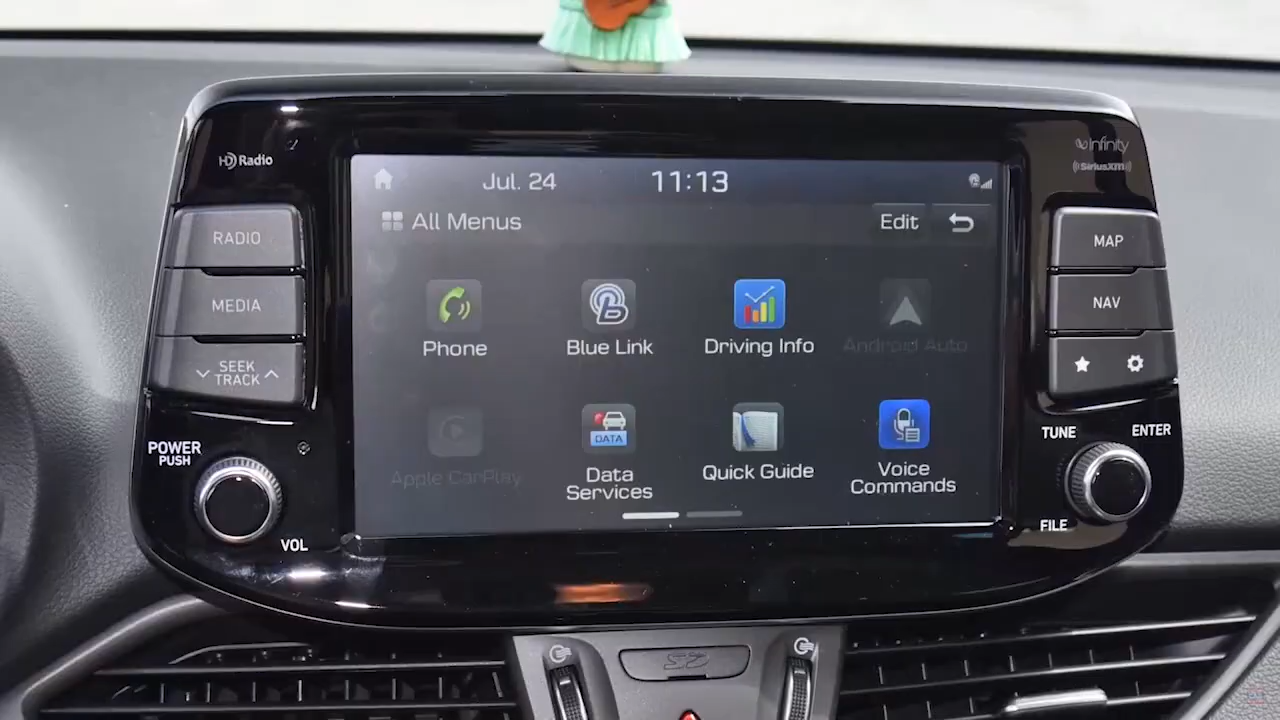 HD Radio
Infinity
SiriusXM
Jul. 24
11:13
All Menus
Edit
RADIO
MEDIA
SEEK
TRACK
MAP
NAV
Phone
Blue Link
Driving Info
Android Auto
Apple CarPlay
DATA
Data
Services
Quick Guide
Voice
Commands
POWER
PUSH
VOL
TUNE
ENTER
FILE
SD